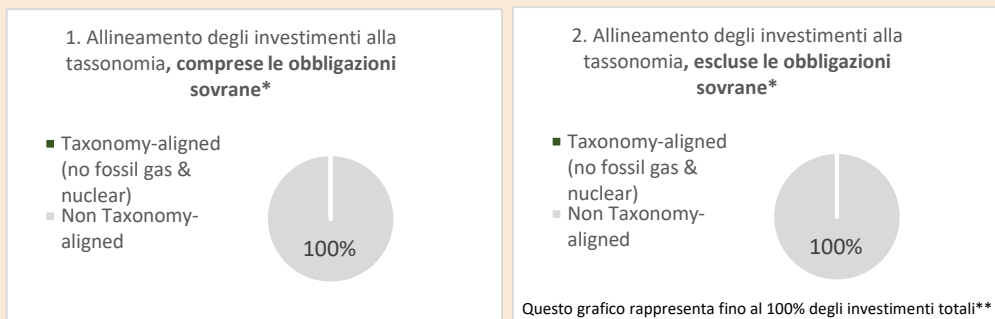 1. Allineamento degli investimenti alla
tassonomia, comprese le obbligazioni
sovrane*
Taxonomy-aligned
(no fossil gas &
nuclear)
Non Taxonomy-
aligned
100%
2. Allineamento degli investimenti alla
tassonomia, escluse le obbligazioni
sovrane*
Taxonomy-aligned
(no fossil gas &
nuclear)
Non Taxonomy-
aligned
100%
Questo grafico rappresenta fino al 100% degli investimenti totali**